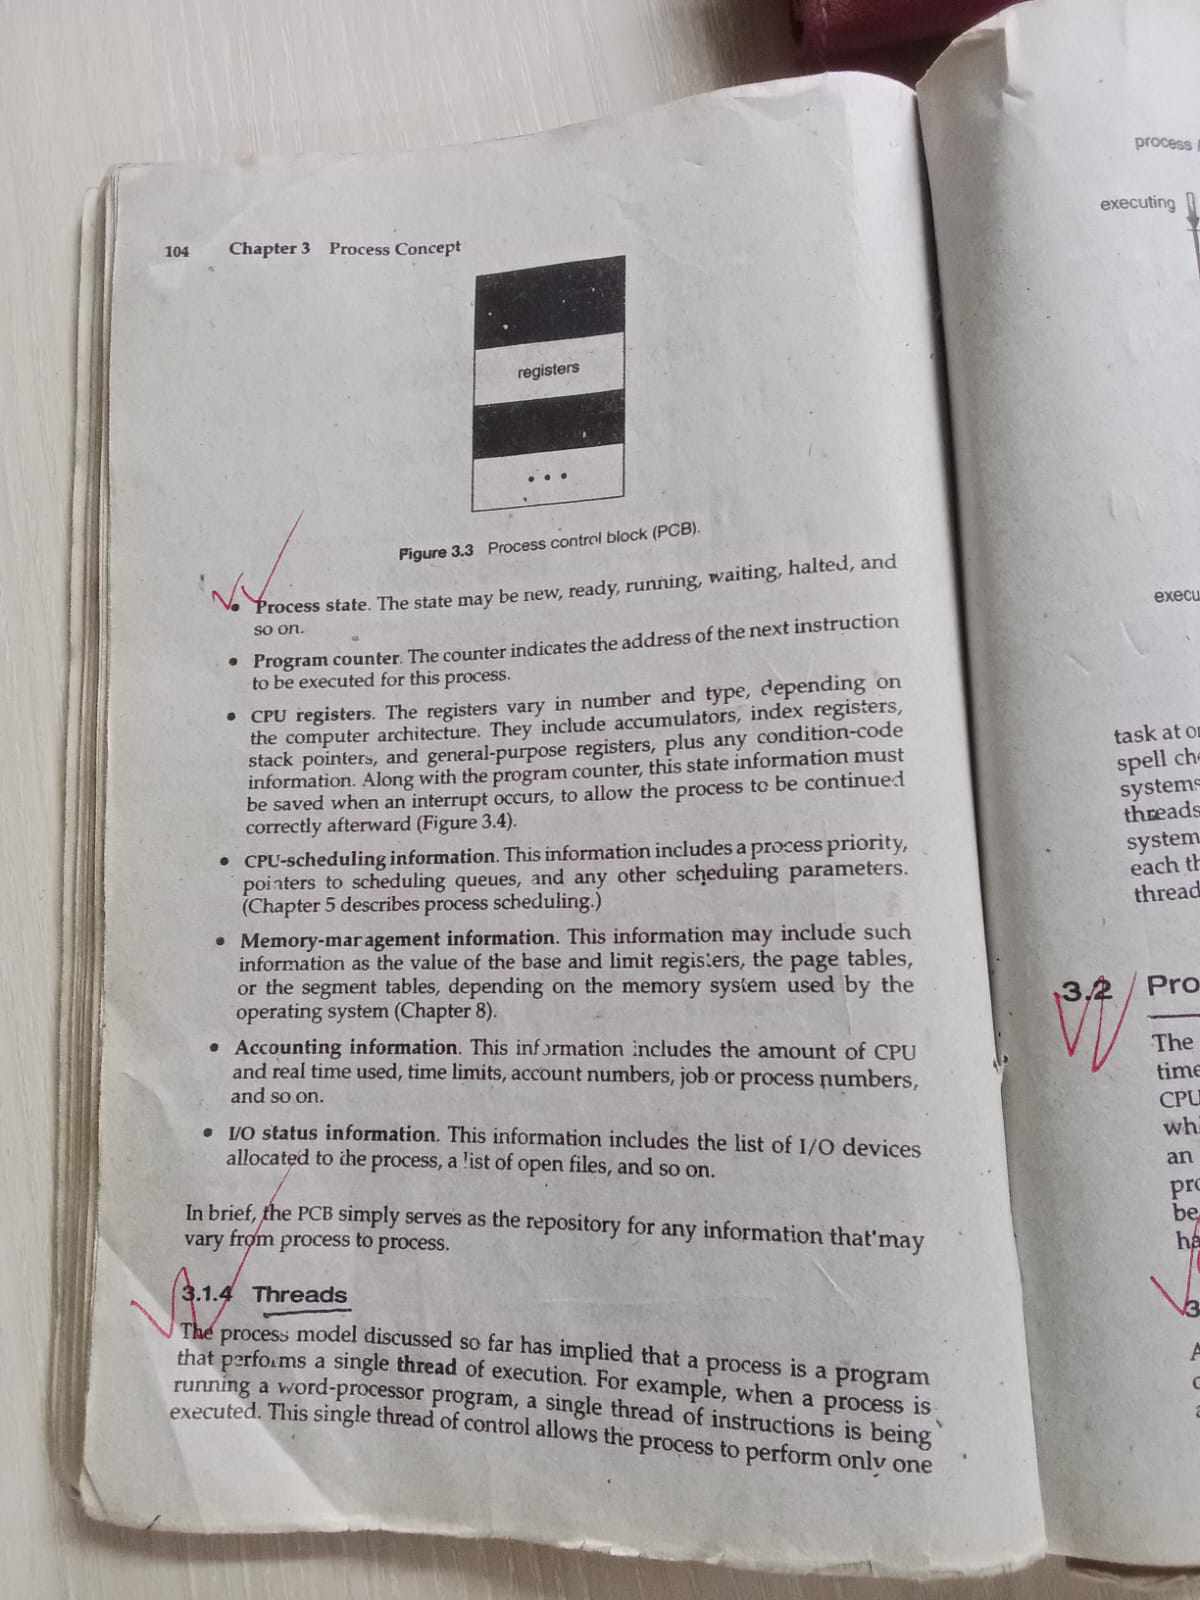 104 Chapter 3 Process Concept
registers
• • •
Figure 3.3 Process control block (PCB).
• Process state. The state may be new, ready, running, waiting, halted, and
so on.
• Program counter. The counter indicates the address of the next instruction
to be executed for this process.
• CPU registers. The registers vary in number and type, depending on
the computer architecture. They include accumulators, index registers,
stack pointers, and general-purpose registers, plus any condition-code
information. Along with the program counter, this state information must
be saved when an interrupt occurs, to allow the process to be continued
correctly afterward (Figure 3.4).
• CPU-scheduling information. This information includes a process priority,
pointers to scheduling queues, and any other scheduling parameters.
(Chapter 5 describes process scheduling.)
• Memory-management information. This information may include such
information as the value of the base and limit registers, the page tables,
or the segment tables, depending on the memory system used by the
operating system (Chapter 8).
• Accounting information. This information includes the amount of CPU
and real time used, time limits, account numbers, job or process numbers,
and so on.
• I/O status information. This information includes the list of I/O devices
allocated to the process, a list of open files, and so on.
In brief, the PCB simply serves as the repository for any information that may
vary from process to process.
3.1.4 Threads
The process model discussed so far has implied that a process is a program
that performs a single thread of execution. For example, when a process is
running a word-processor program, a single thread of instructions is being
executed. This single thread of control allows the process to perform only one
process
executing
task at
spell
systems
threads
system
each
thread
3.2
The
time
CPU
an